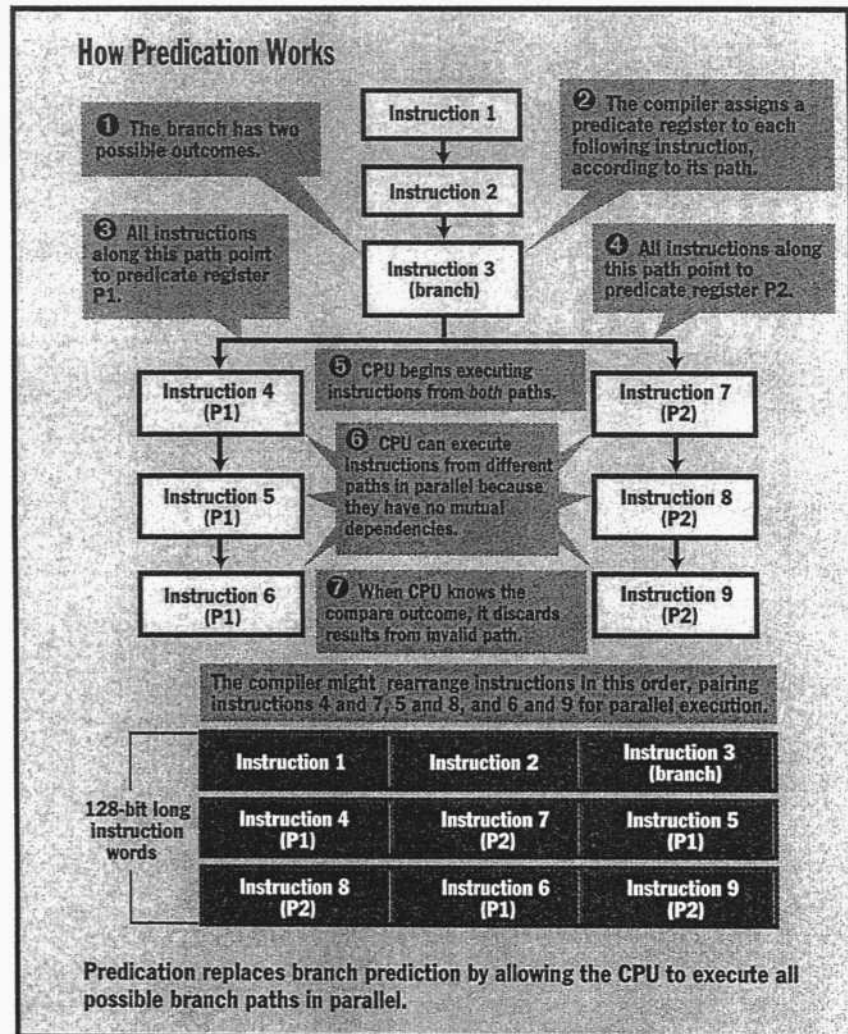 How Predication Works
Instruction 1
❶ The branch has two
possible outcomes.
❷ The compiler assigns a
predicate register to each
following instruction,
according to its path.
Instruction 2
❸ All instructions
along this path point
to predicate register
P1.
Instruction 3
(branch)
❹ All instructions along
this path point to
predicate register P2.
Instruction 4
(P1)
❺ CPU begins executing
instructions from both paths.
Instruction 7
(P2)
❻ CPU can execute
instructions from different
paths in parallel because
they have no mutual
dependencies.
Instruction 5
(P1)
Instruction 8
(P2)
Instruction 6
(P1)
❼ When CPU knows the
compare outcome, it discards
results from invalid path.
Instruction 9
(P2)
The compiler might rearrange instructions in this order, pairing
instructions 4 and 7, 5 and 8, and 6 and 9 for parallel execution.
128-bit long
instruction
words
Instruction 1
Instruction 2
Instruction 3
(branch)
Instruction 4
(P1)
Instruction 7
(P2)
Instruction 5
(P1)
Instruction 8
(P2)
Instruction 6
(P1)
Instruction 9
(P2)
Predication replaces branch prediction by allowing the CPU to execute all
possible branch paths in parallel.